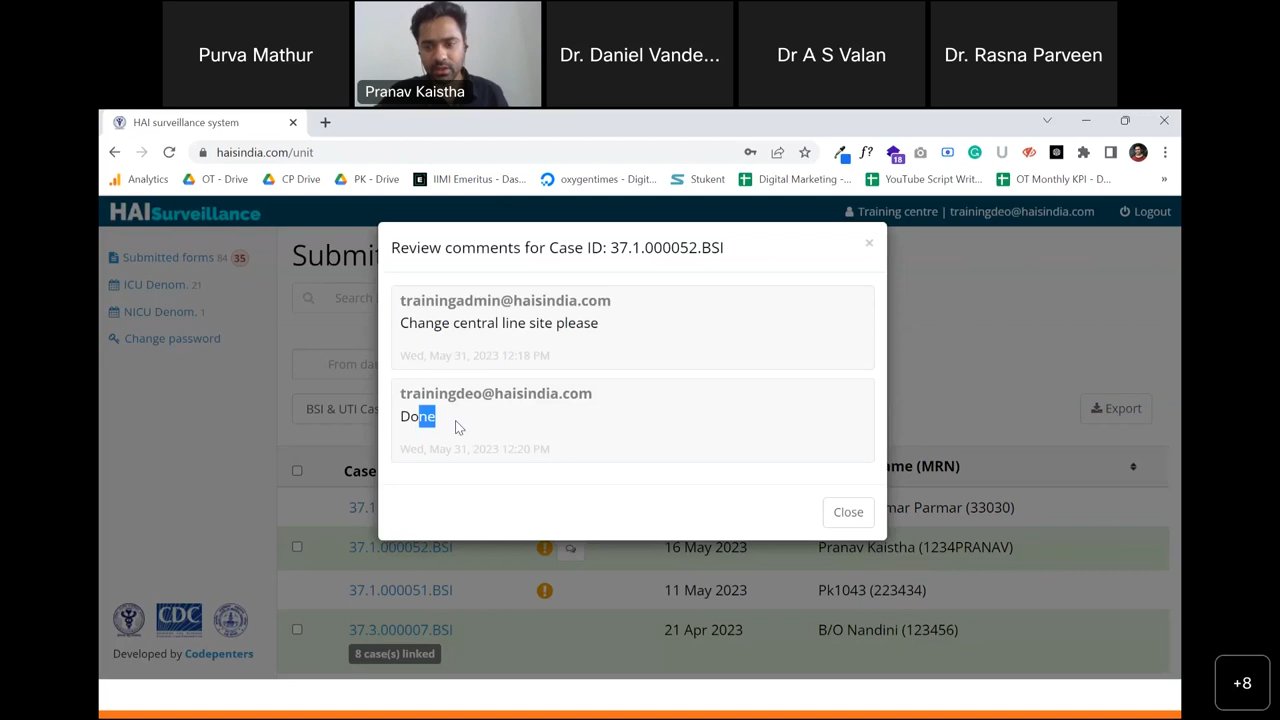 Purva Mathur
Pranav Kaistha
Dr. Daniel Vande...
Dr A S Valan
Dr. Rasna Parveen
HAI surveillance system
haisindia.com/unit
18
Analytics
OT - Drive
CP Drive
PK - Drive
IIMI Emeritus - Das...
oxygentimes - Digit...
Stukent
Digital Marketing -...
YouTube Script Writ...
OT Monthly KPI - D...
»
HAISurveillance
Training centre | trainingdeo@haisindia.com
Logout
Submitted forms 84 35
ICU Denom. 21
NICU Denom. 1
Change password
Submit
Search
From da
BSI & UTI Cas
Export
Review comments for Case ID: 37.1.000052.BSI
×
trainingadmin@haisindia.com
Change central line site please
Wed, May 31, 2023 12:18 PM
trainingdeo@haisindia.com
Done
Wed, May 31, 2023 12:20 PM
Close
Case
ame (MRN)
37.1
mar Parmar (33030)
37.1.000052.BSI
16 May 2023
Pranav Kaistha (1234PRANAV)
37.1.000051.BSI
11 May 2023
Pk1043 (223434)
37.3.000007.BSI
21 Apr 2023
B/O Nandini (123456)
8 case(s) linked
CDC
Developed by Codepenters
+8